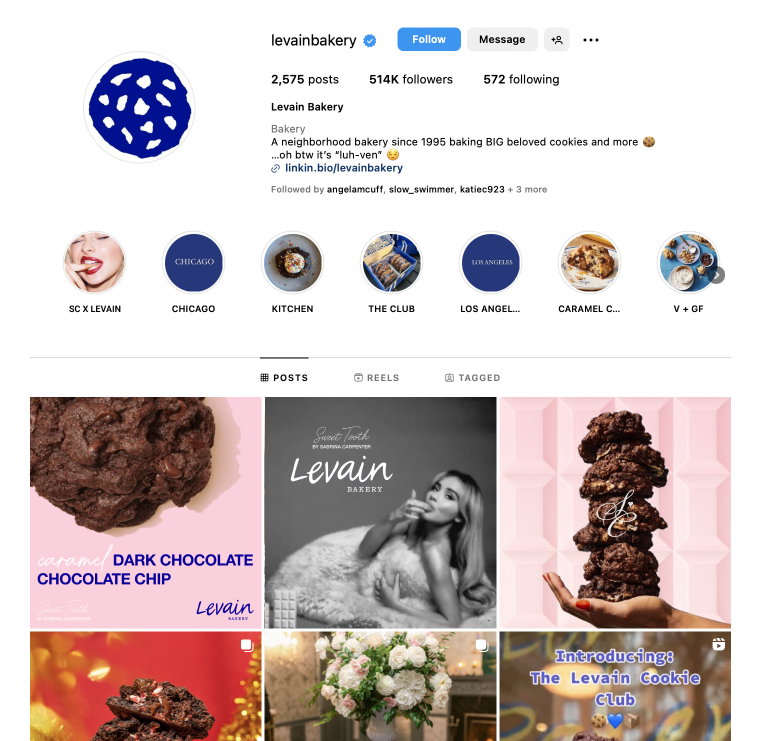 levainbakery
Follow
Message
2,575 posts
514K followers
572 following
Levain Bakery
Bakery
A neighborhood bakery since 1995 baking BIG beloved cookies and more 🍪
...oh btw it's "luh-ven" 😌
linkin.bio/levainbakery
Followed by angelamcuff, slow_swimmer, katiec923 + 3 more
CHICAGO
LOS ANGELES
SC X LEVAIN
CHICAGO
KITCHEN
THE CLUB
LOS ANGEL...
CARAMEL C...
V + GF
POSTS
REELS
TAGGED
caramel DARK CHOCOLATE
CHOCOLATE CHIP
Sweet Tooth
BY SABRINA CARPENTER
Levain
BAKERY
Sweet Tooth
BY SABRINA CARPENTER
Levain
BAKERY
SC
Introducing:
The Levain Cookie
Club
🍪💙